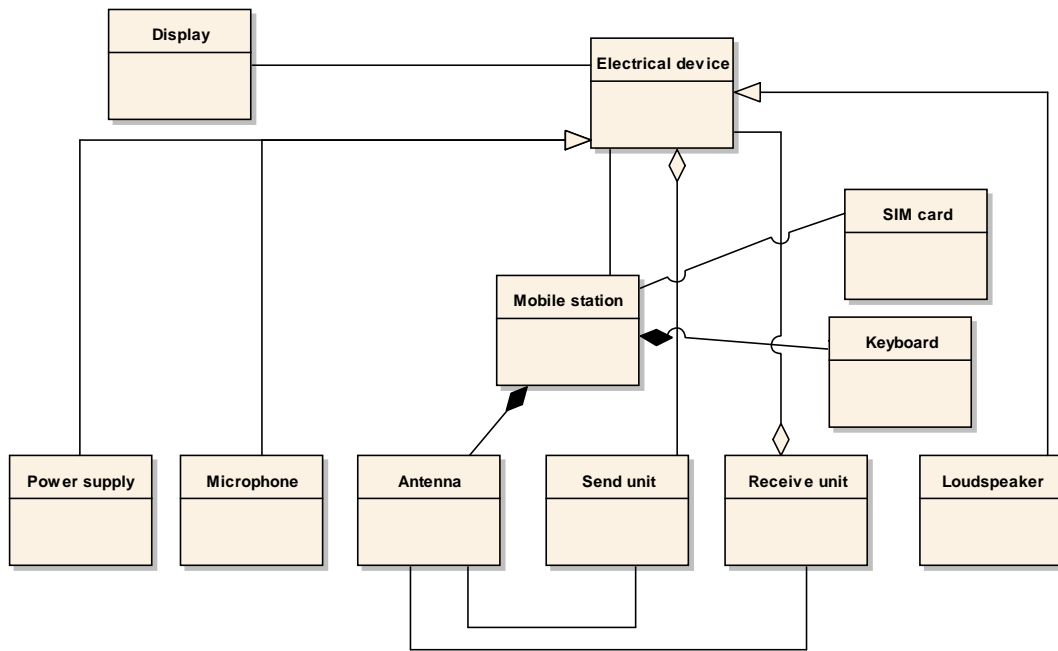 Display
Electrical device
SIM card
Mobile station
Keyboard
Power supply
Microphone
Antenna
Send unit
Receive unit
Loudspeaker